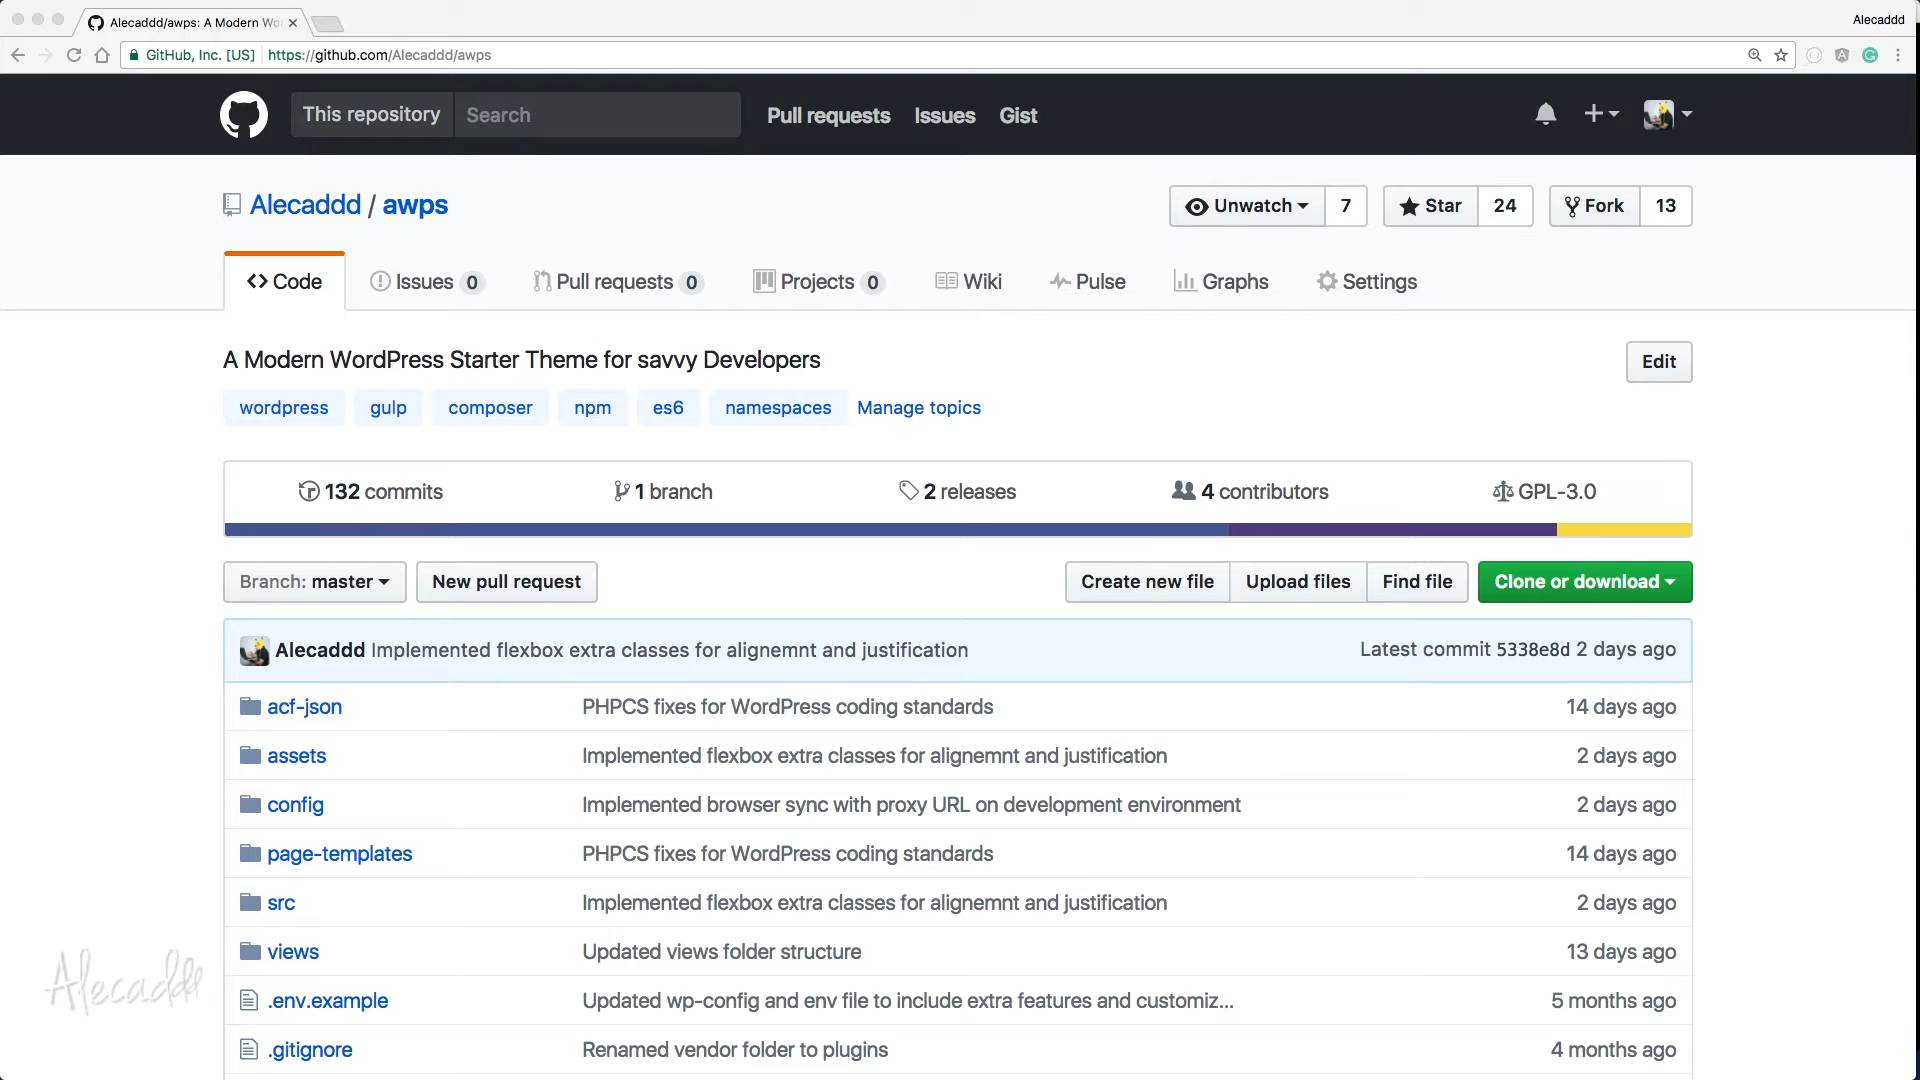 Alecaddd/awps: A Modern Wo
Alecaddd
GitHub, Inc. [US] https://github.com/Alecaddd/awps
This repository Search Pull requests Issues Gist
Alecaddd / awps
Unwatch 7 Star 24 Fork 13
Code Issues 0 Pull requests 0 Projects 0 Wiki Pulse Graphs Settings
A Modern WordPress Starter Theme for savvy Developers
Edit
wordpress gulp composer npm es6 namespaces Manage topics
132 commits 1 branch 2 releases 4 contributors GPL-3.0
Branch: master New pull request Create new file Upload files Find file Clone or download
Alecaddd Implemented flexbox extra classes for alignemnt and justification Latest commit 5338e8d 2 days ago
acf-json PHPCS fixes for WordPress coding standards 14 days ago
assets Implemented flexbox extra classes for alignemnt and justification 2 days ago
config Implemented browser sync with proxy URL on development environment 2 days ago
page-templates PHPCS fixes for WordPress coding standards 14 days ago
src Implemented flexbox extra classes for alignemnt and justification 2 days ago
views Updated views folder structure 13 days ago
.env.example Updated wp-config and env file to include extra features and customiz... 5 months ago
.gitignore Renamed vendor folder to plugins 4 months ago
Alecaddd